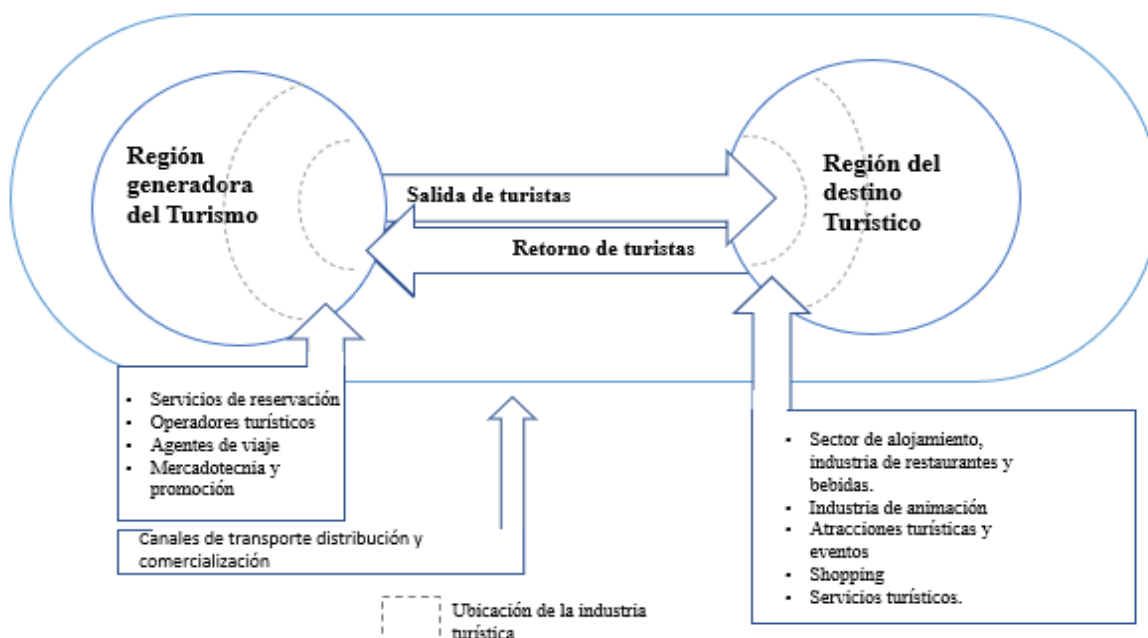 Región
generadora
del Turismo
Salida de turistas
Retorno de turistas
Región del
destino
Turístico
▪ Servicios de reservación
▪ Operadores turísticos
▪ Agentes de viaje
▪ Mercadotecnia y
promoción
Canales de transporte distribución y
comercialización
▪ Sector de alojamiento,
industria de restaurantes y
bebidas.
▪ Industria de animación
▪ Atracciones turísticas y
eventos
▪ Shopping
▪ Servicios turísticos.
Ubicación de la industria
turística